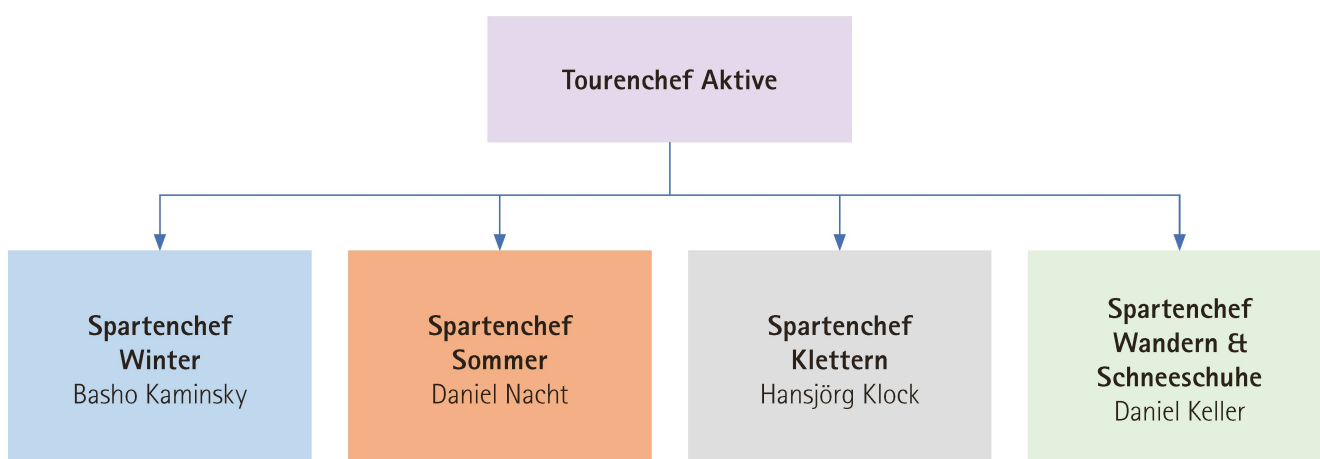 Tourenchef Aktive
Spartenchef
Winter
Basho Kaminsky
Spartenchef
Sommer
Daniel Nacht
Spartenchef
Klettern
Hansjörg Klock
Spartenchef
Wandern &
Schneeschuhe
Daniel Keller